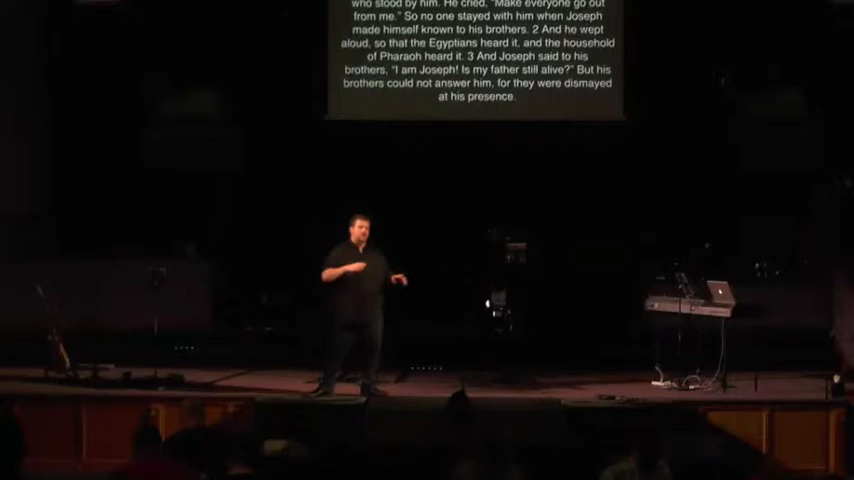 who stood by him. He cried, “Make everyone go out
from me.” So no one stayed with him when Joseph
made himself known to his brothers. 2 And he wept
aloud, so that the Egyptians heard it, and the household
of Pharaoh heard it. 3 And Joseph said to his
brothers, “I am Joseph! Is my father still alive?” But his
brothers could not answer him, for they were dismayed
at his presence.